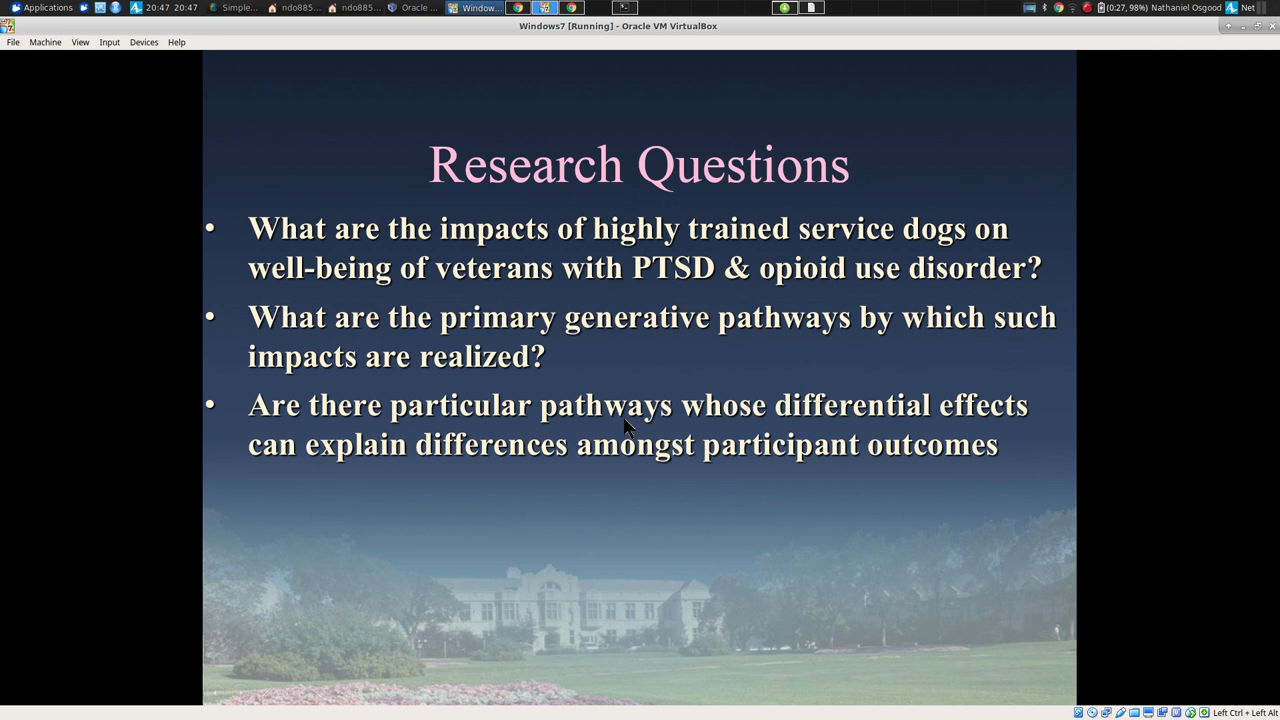 Applications
20:47 20:47
Simple...
ndo885...
ndo885...
Oracle ...
Window...
(0:27, 98%) Nathaniel Osgood
Net
Windows7 [Running] - Oracle VM VirtualBox
File Machine View Input Devices Help
Research Questions
• What are the impacts of highly trained service dogs on
well-being of veterans with PTSD & opioid use disorder?
• What are the primary generative pathways by which such
impacts are realized?
• Are there particular pathways whose differential effects
can explain differences amongst participant outcomes
Left Ctrl + Left Alt